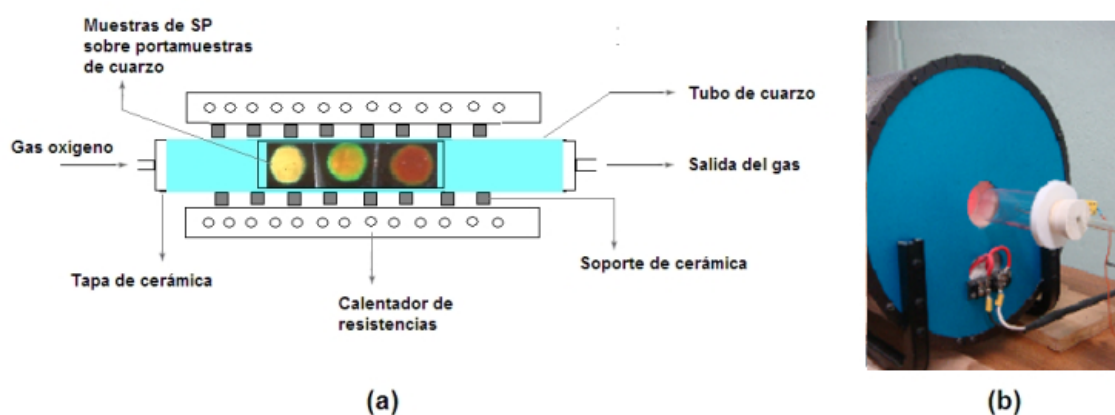 Muestras de SP
sobre portamuestras
de cuarzo
Tubo de cuarzo
Gas oxigeno
Salida del gas
Tapa de cerámica
Soporte de cerámica
Calentador de
resistencias
(a)
(b)